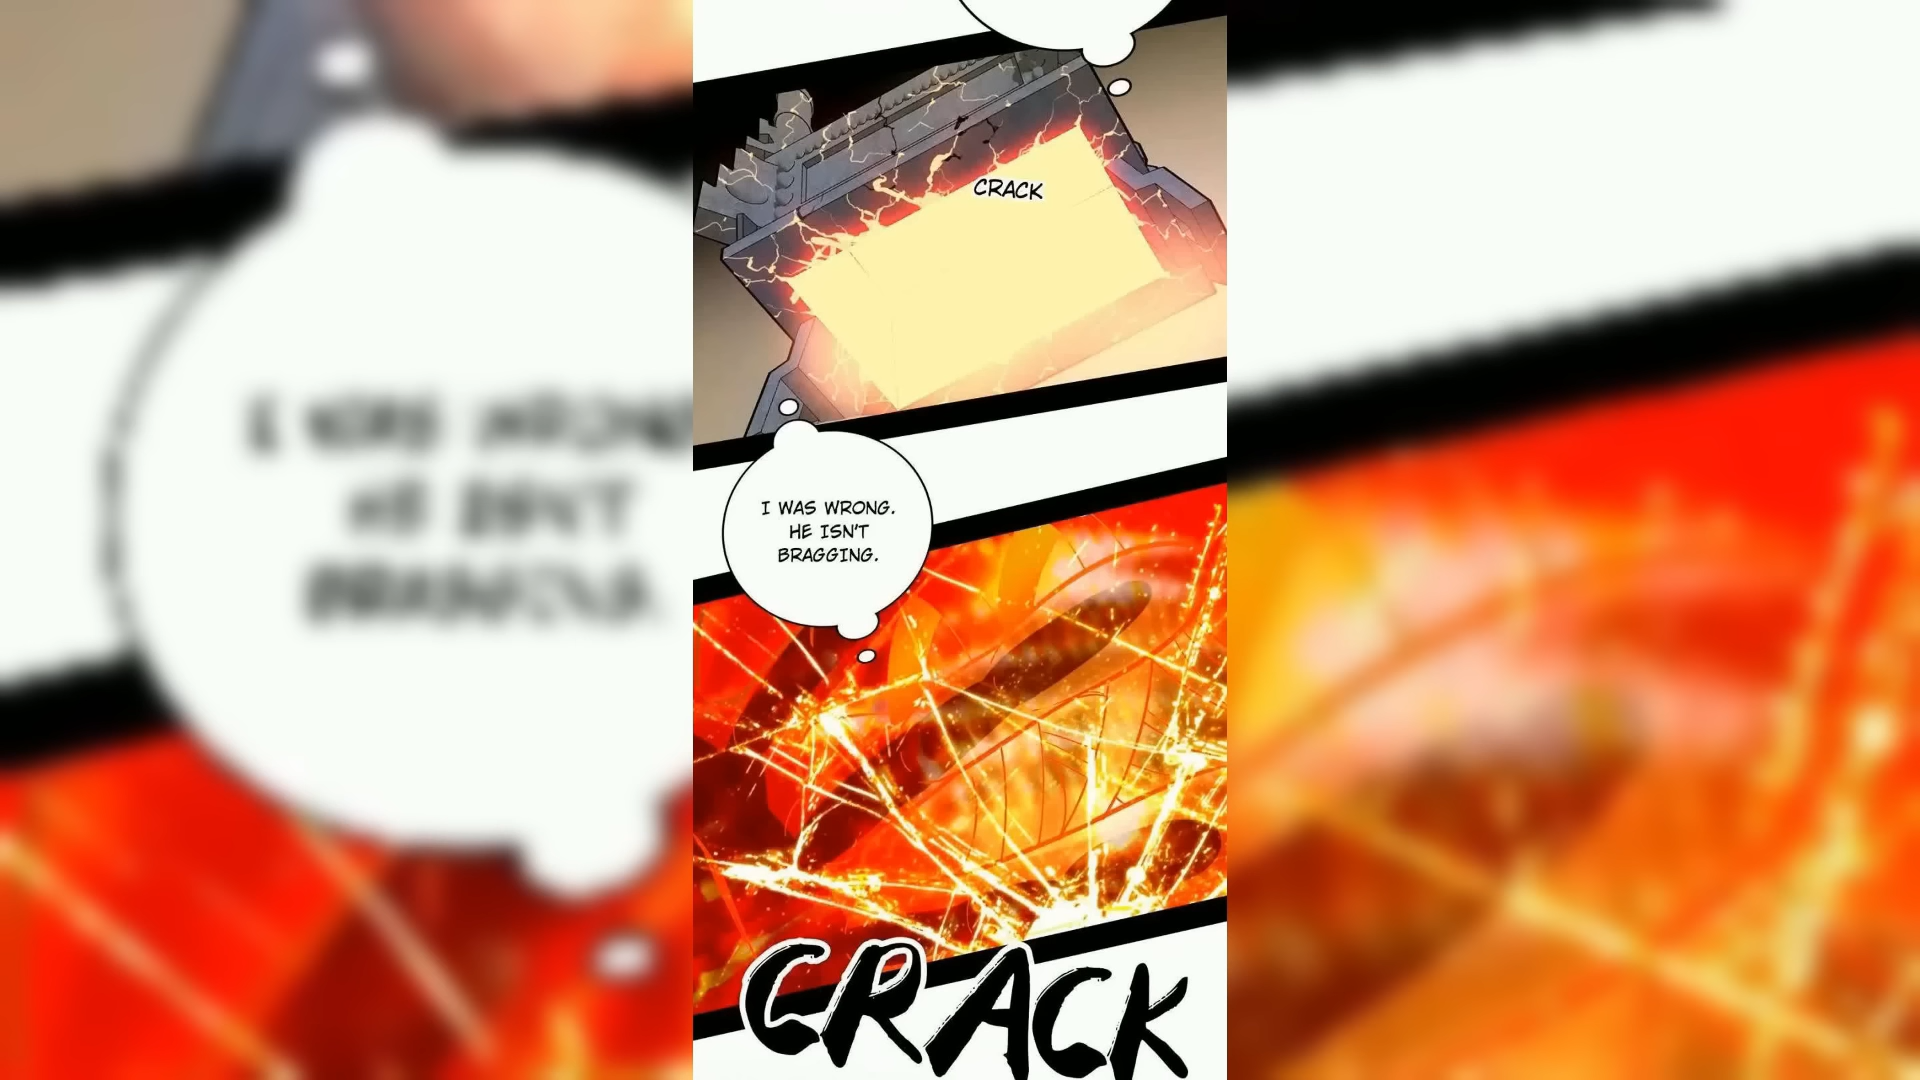 CRACK
I WAS WRONG.
HE ISN'T
BRAGGING.
CRACK